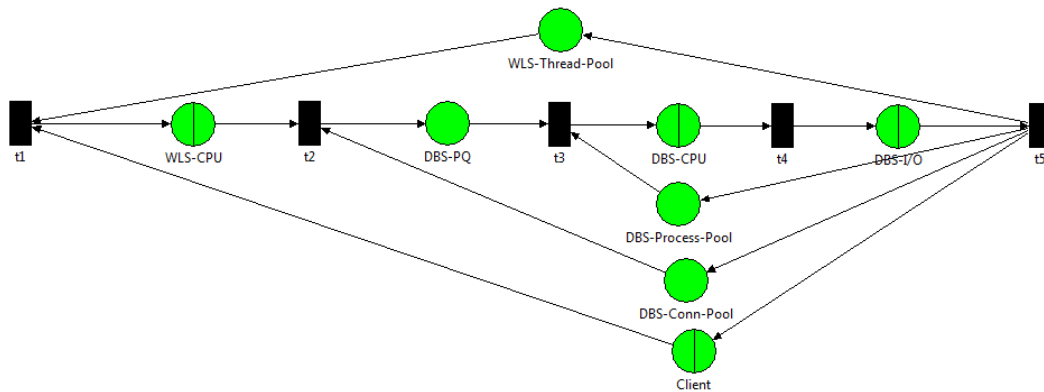 WLS-Thread-Pool
t1
WLS-CPU
t2
DBS-PQ
t3
DBS-CPU
t4
DBS-I/O
t5
DBS-Process-Pool
DBS-Conn-Pool
Client